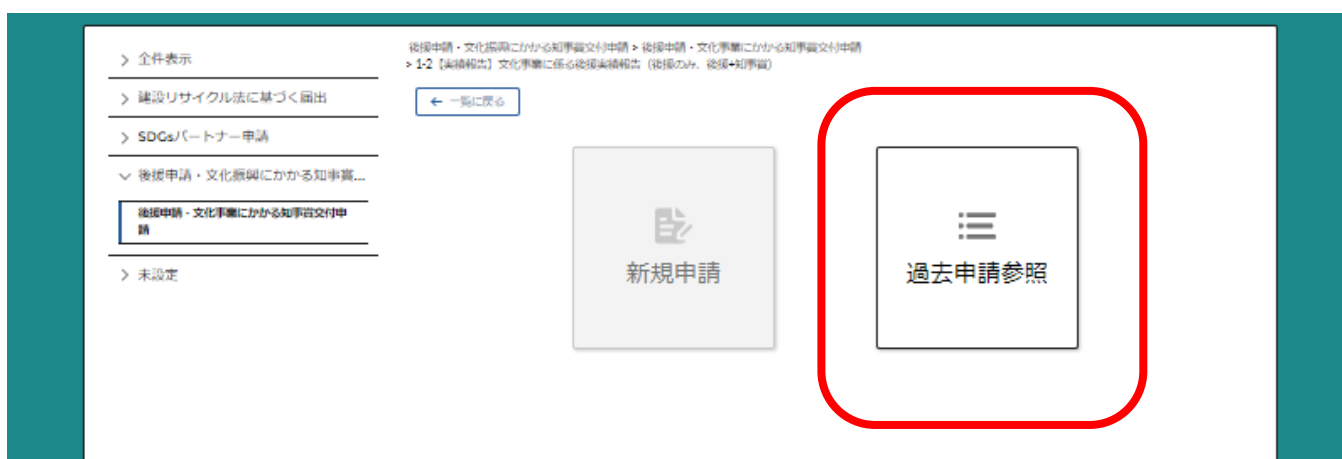 全件表示
建設リサイクル法に基づく届出
SDGsパートナー申請
後援申請・文化振興にかかる知事賞...
後援申請・文化事業にかかる知事賞交付申
請
未設定
後援申請・文化振興にかかる知事賞交付申請 > 後援申請・文化事業にかかる知事賞交付申請
> 1-2【実績報告】文化事業に係る後援実績報告（後援のみ、後援+知事賞）
← 一覧に戻る
新規申請
過去申請参照